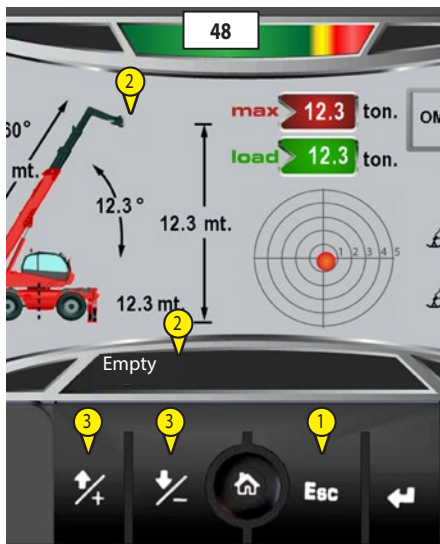 48
2
60°
max 12.3 ton.
OM
mt.
load 12.3 ton.
12.3°
12.3 mt.
1 2 3 4 5
12.3 mt.
2
Empty
3 3 1
+ − Esc